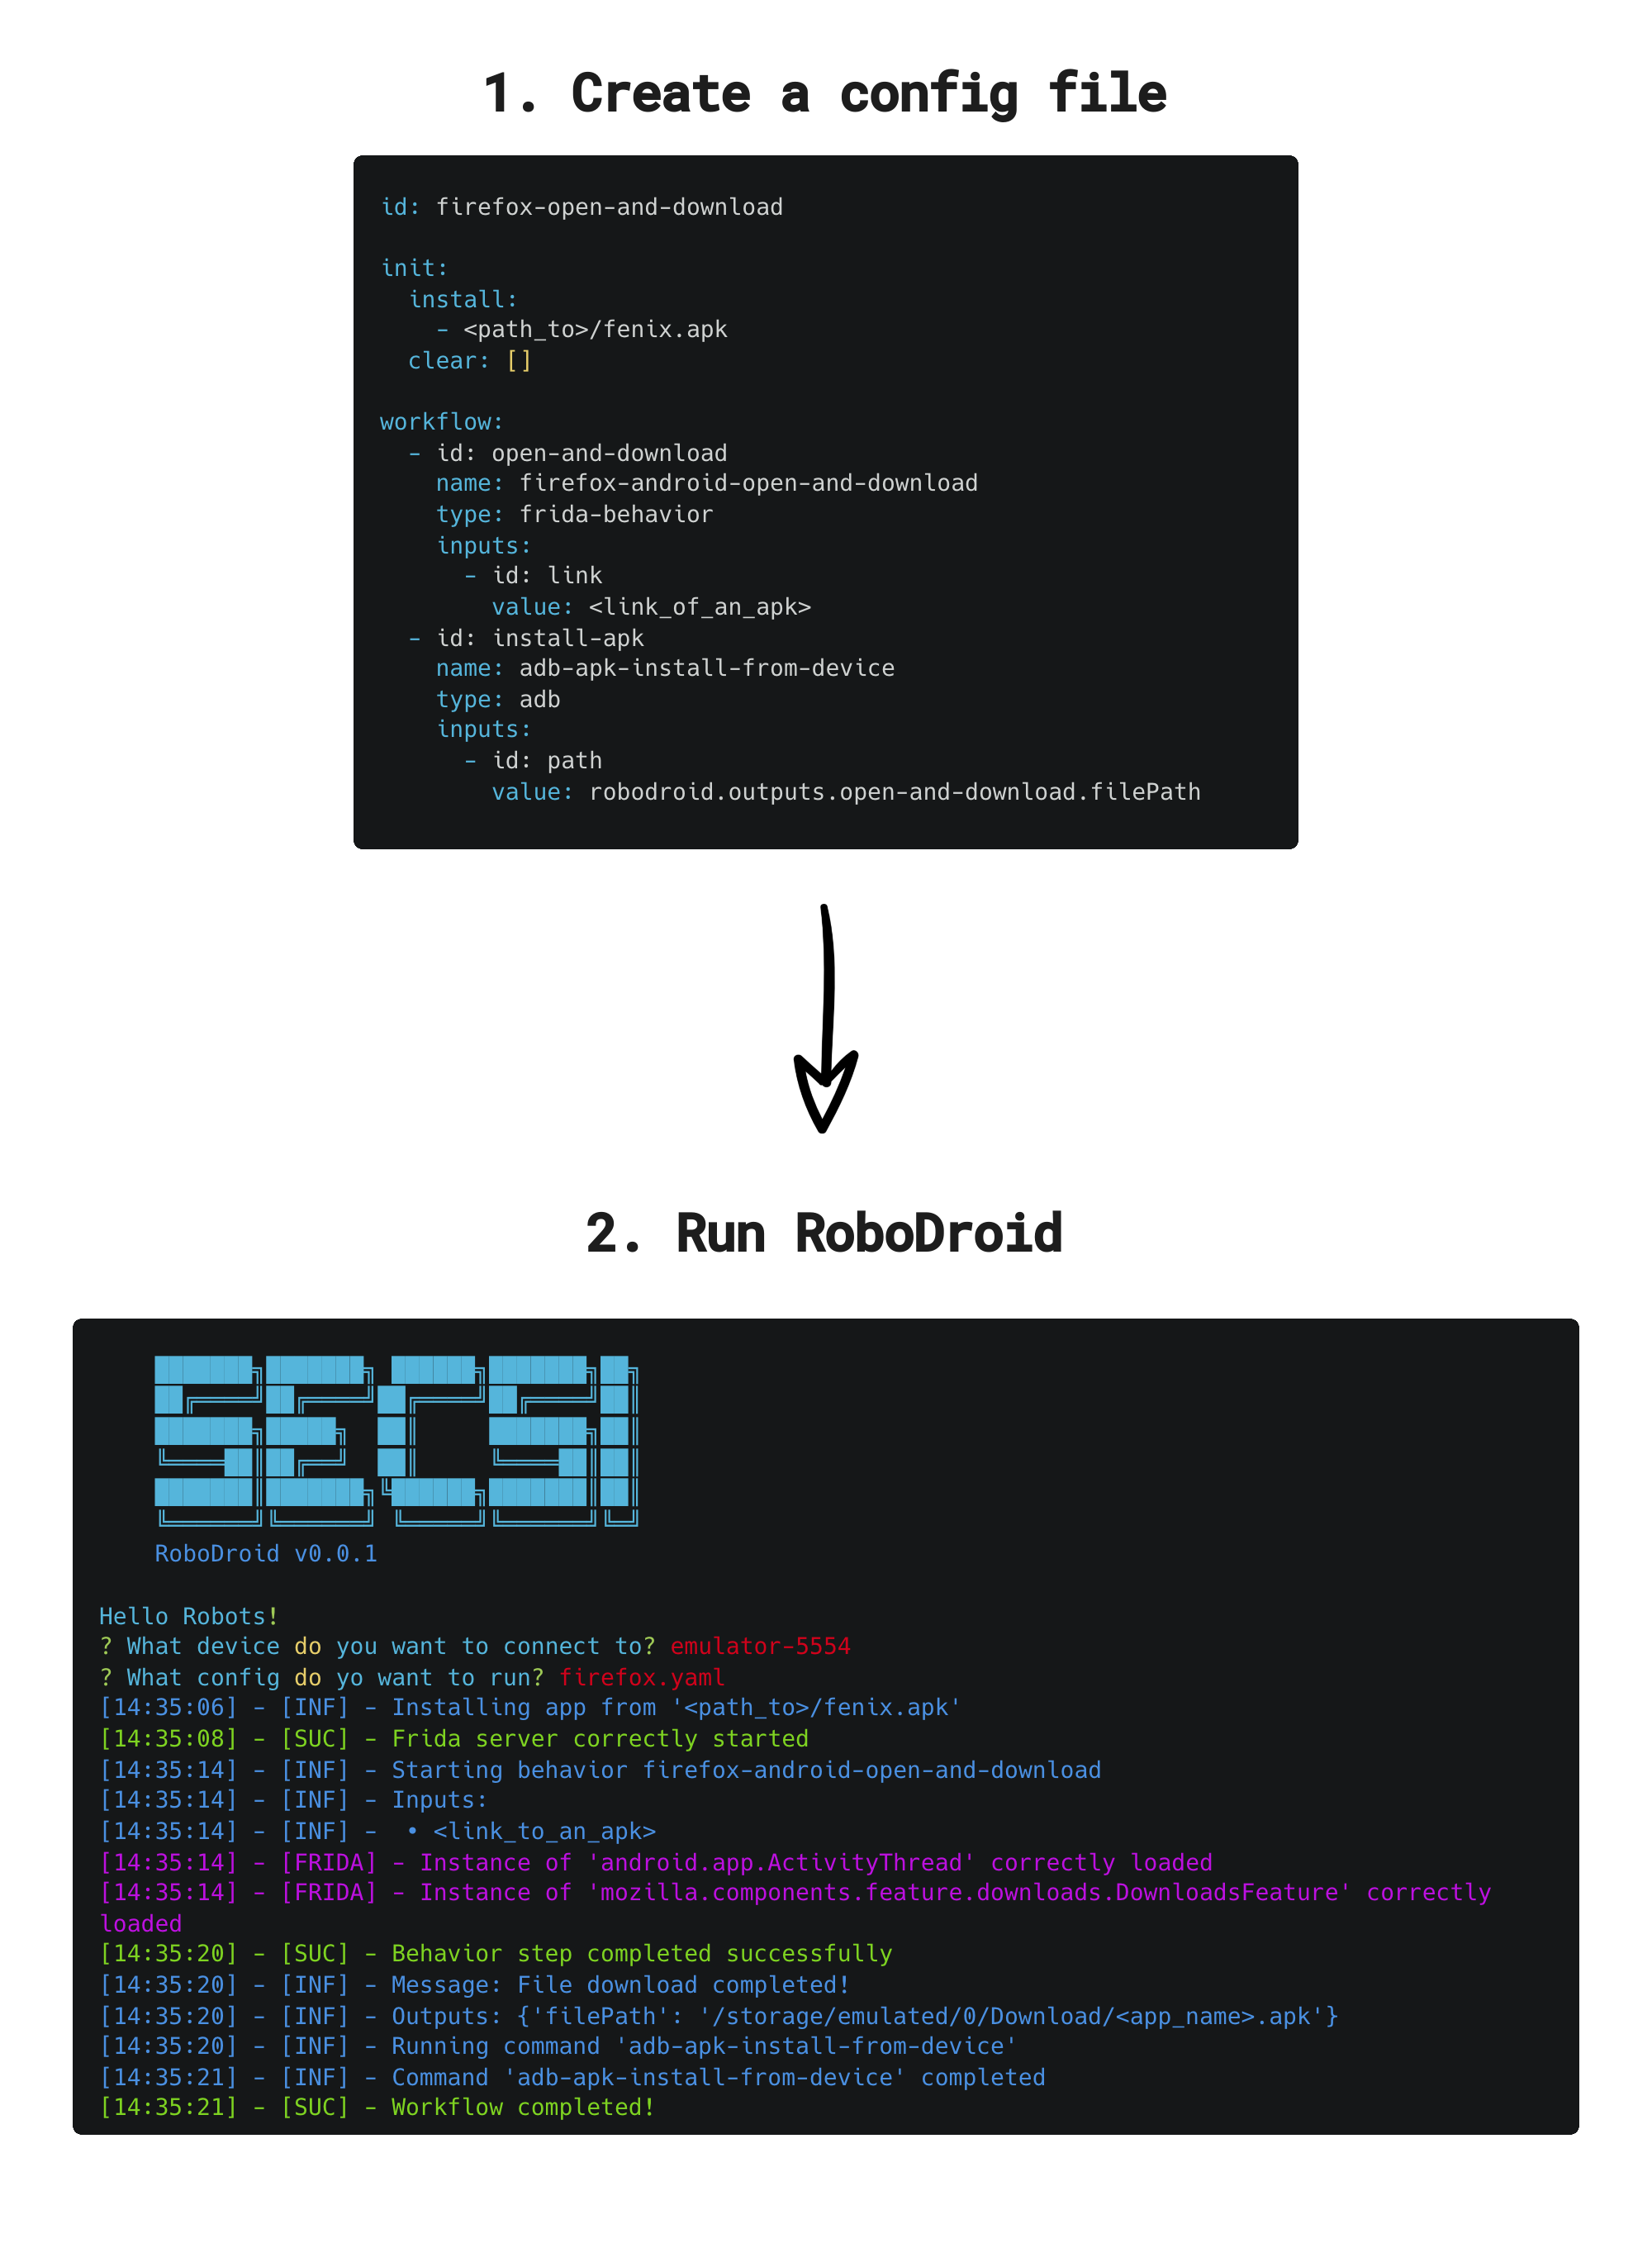 1. Create a config file
id: firefox-open-and-download
init:
install:
- <path_to>/fenix.apk
clear: []
workflow:
- id: open-and-download
name: firefox-android-open-and-download
type: frida-behavior
inputs:
- id: link
value: <link_of_an_apk>
- id: install-apk
name: adb-apk-install-from-device
type: adb
inputs:
- id: path
value: robodroid.outputs.open-and-download.filePath
2. Run RoboDroid
SECSI
RoboDroid v0.0.1
Hello Robots!
? What device do you want to connect to? emulator-5554
? What config do yo want to run? firefox.yaml
[14:35:06] - [INF] - Installing app from '<path_to>/fenix.apk'
[14:35:08] - [SUC] - Frida server correctly started
[14:35:14] - [INF] - Starting behavior firefox-android-open-and-download
[14:35:14] - [INF] - Inputs:
[14:35:14] - [INF] -  • <link_to_an_apk>
[14:35:14] - [FRIDA] - Instance of 'android.app.ActivityThread' correctly loaded
[14:35:14] - [FRIDA] - Instance of 'mozilla.components.feature.downloads.DownloadsFeature' correctly
loaded
[14:35:20] - [SUC] - Behavior step completed successfully
[14:35:20] - [INF] - Message: File download completed!
[14:35:20] - [INF] - Outputs: {'filePath': '/storage/emulated/0/Download/<app_name>.apk'}
[14:35:20] - [INF] - Running command 'adb-apk-install-from-device'
[14:35:21] - [INF] - Command 'adb-apk-install-from-device' completed
[14:35:21] - [SUC] - Workflow completed!